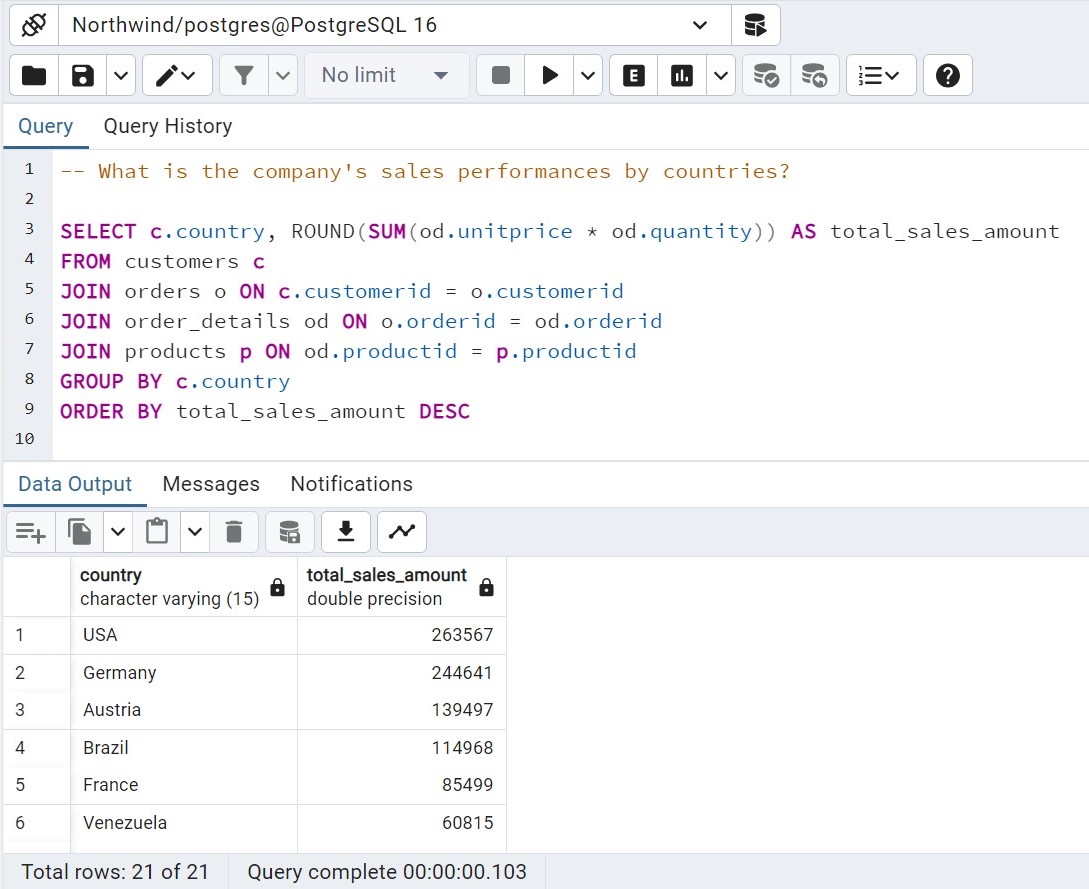 Northwind/postgres@PostgreSQL 16
No limit E
Query Query History
1 -- What is the company's sales performances by countries?
2
3 SELECT c.country, ROUND(SUM(od.unitprice * od.quantity)) AS total_sales_amount
4 FROM customers c
5 JOIN orders o ON c.customerid = o.customerid
6 JOIN order_details od ON o.orderid = od.orderid
7 JOIN products p ON od.productid = p.productid
8 GROUP BY c.country
9 ORDER BY total_sales_amount DESC
10
Data Output Messages Notifications
country total_sales_amount
character varying (15) double precision
1 USA 263567
2 Germany 244641
3 Austria 139497
4 Brazil 114968
5 France 85499
6 Venezuela 60815
Total rows: 21 of 21 Query complete 00:00:00.103